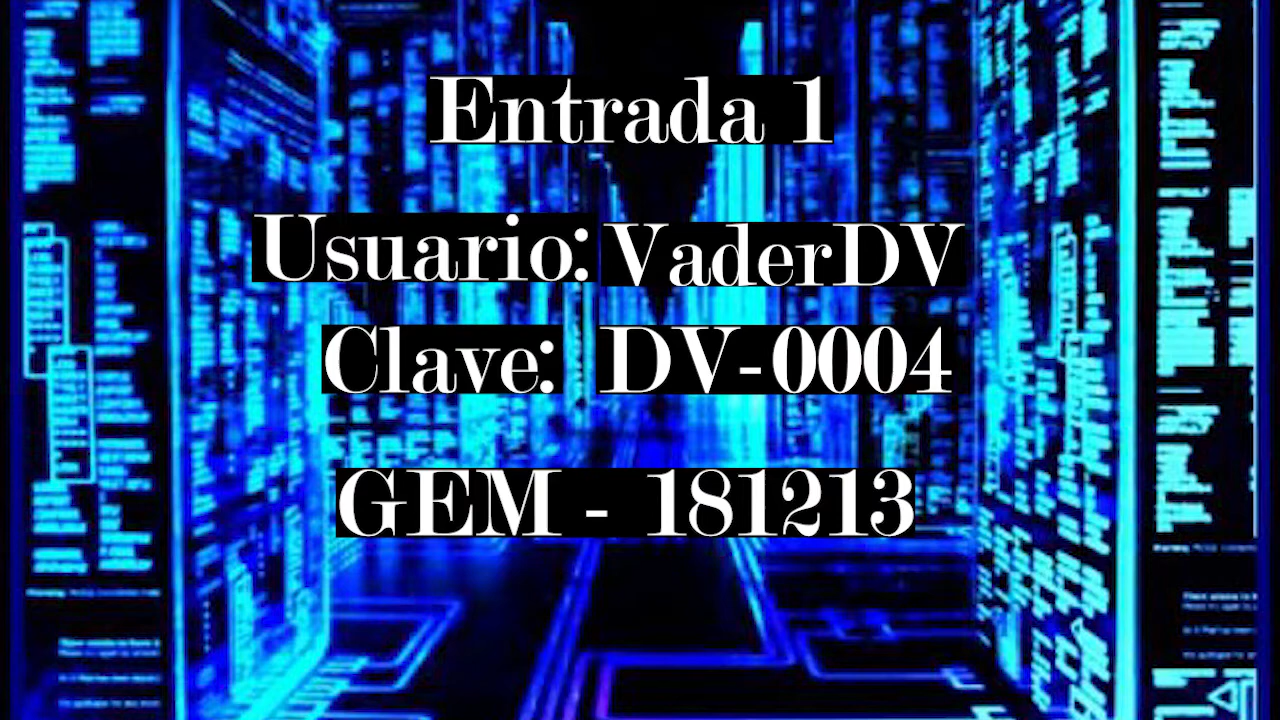 Entrada 1
Usuario: VaderDV
Clave: DV-0004
GEM - 181213